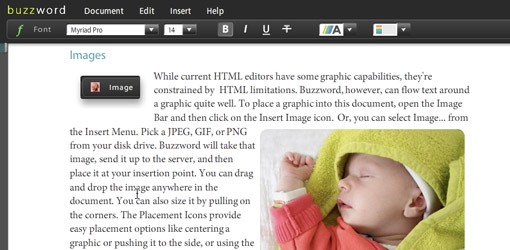 buzzword Document Edit Insert Help
f Font Myriad Pro 14 B I U T A
Images
Image
While current HTML editors have some graphic capabilities, they're
constrained by HTML limitations. Buzzword, however, can flow text around
a graphic quite well. To place a graphic into this document, open the Image
Bar and then click on the Insert Image icon. Or, you can select Image... from
the Insert Menu. Pick a JPEG, GIF, or PNG
from your disk drive. Buzzword will take that
image, send it up to the server, and then
place it at your insertion point. You can drag
and drop the image anywhere in the
document. You can also size it by pulling on
the corners. The Placement Icons provide
easy placement options like centering a
graphic or pushing it to the side, or using the